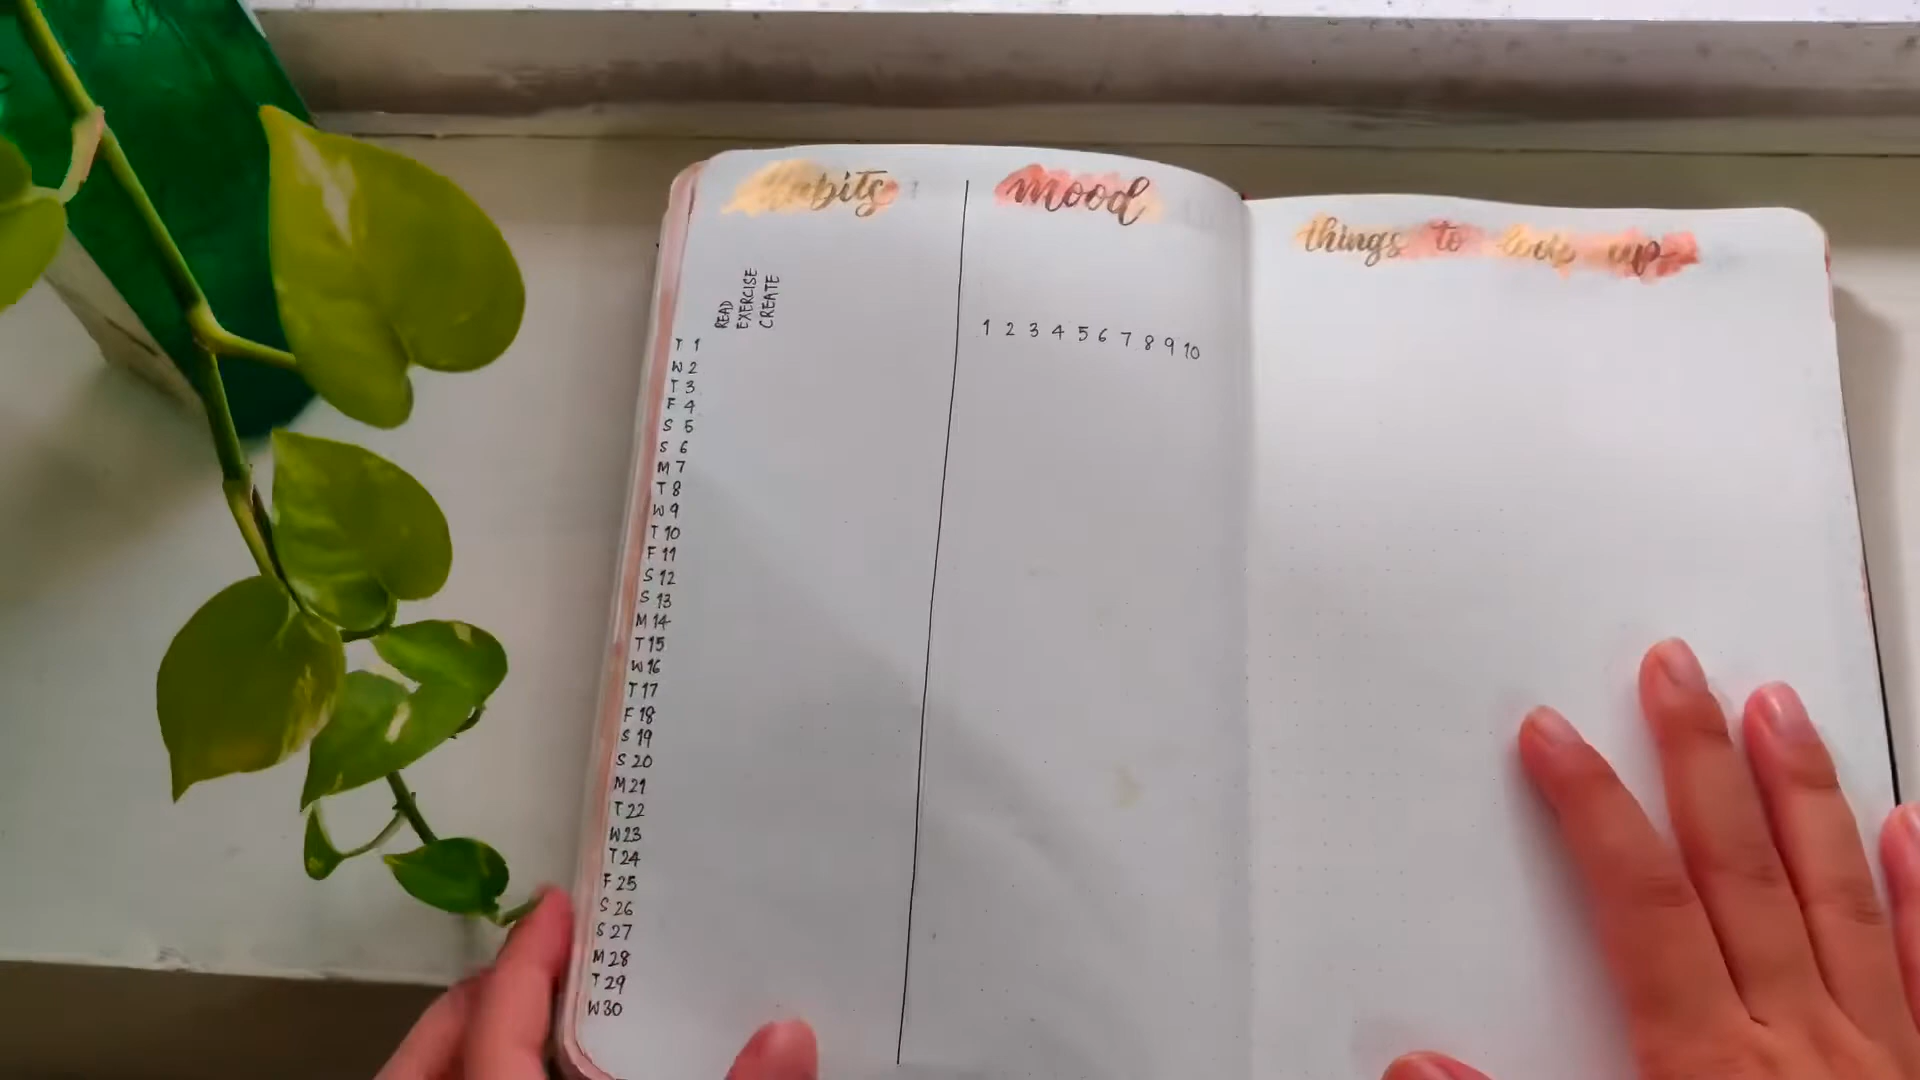 Habits
mood
READ
EXERCISE
CREATE
1 2 3 4 5 6 7 8 9 10
T 1
W 2
T 3
F 4
S 5
S 6
M 7
T 8
W 9
T 10
F 11
S 12
S 13
M 14
T 15
W 16
T 17
F 18
S 19
S 20
M 21
T 22
W 23
T 24
F 25
S 26
S 27
M 28
T 29
W 30
things to look up